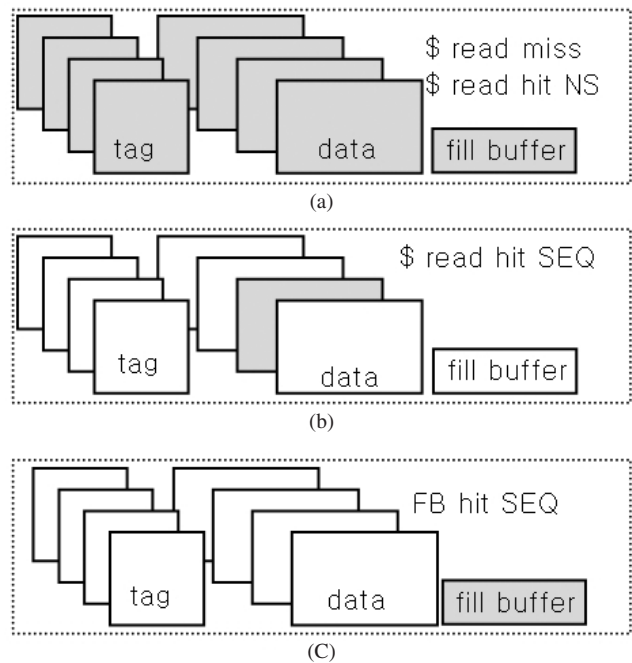 $ read miss
$ read hit NS
tag
data
fill buffer
(a)
$ read hit SEQ
tag
data
fill buffer
(b)
FB hit SEQ
tag
data
fill buffer
(C)